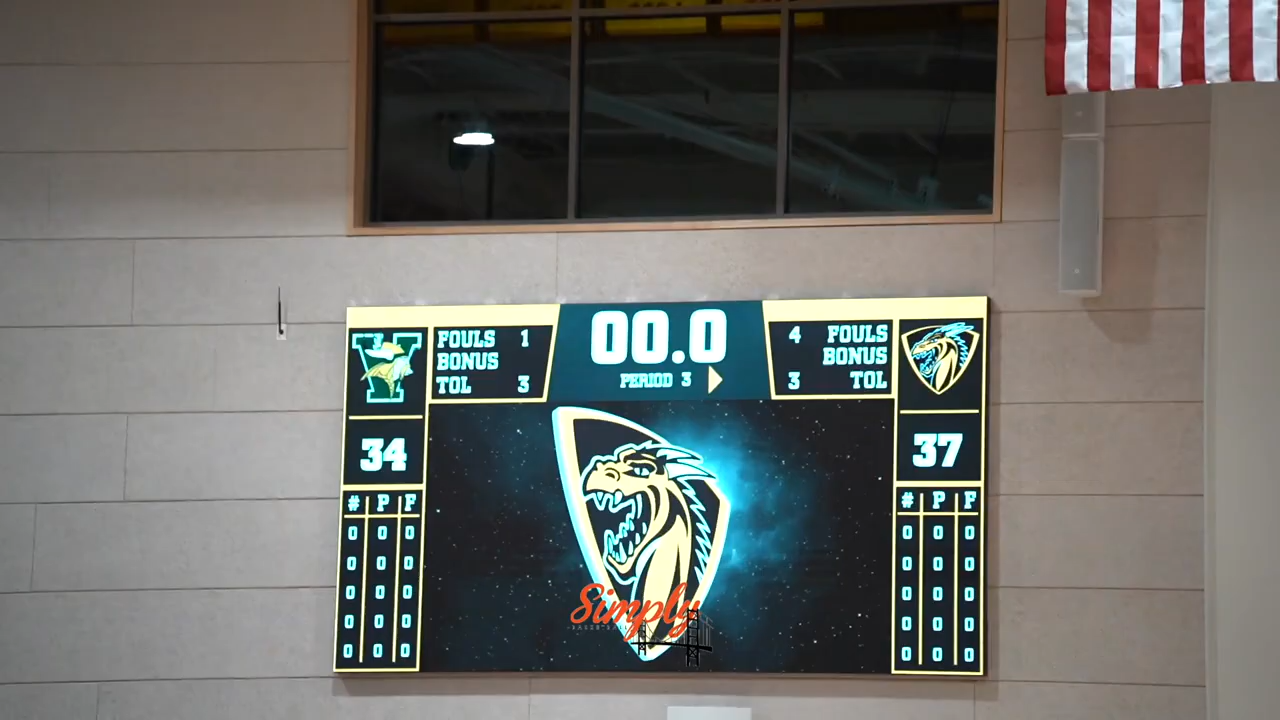 00.0
PERIOD 3
V
FOULS 1
BONUS
TOL 3
4 FOULS
BONUS
3 TOL
34
37
# P F
0 0 0
0 0 0
0 0 0
0 0 0
0 0 0
# P F
0 0 0
0 0 0
0 0 0
0 0 0
0 0 0
Simply